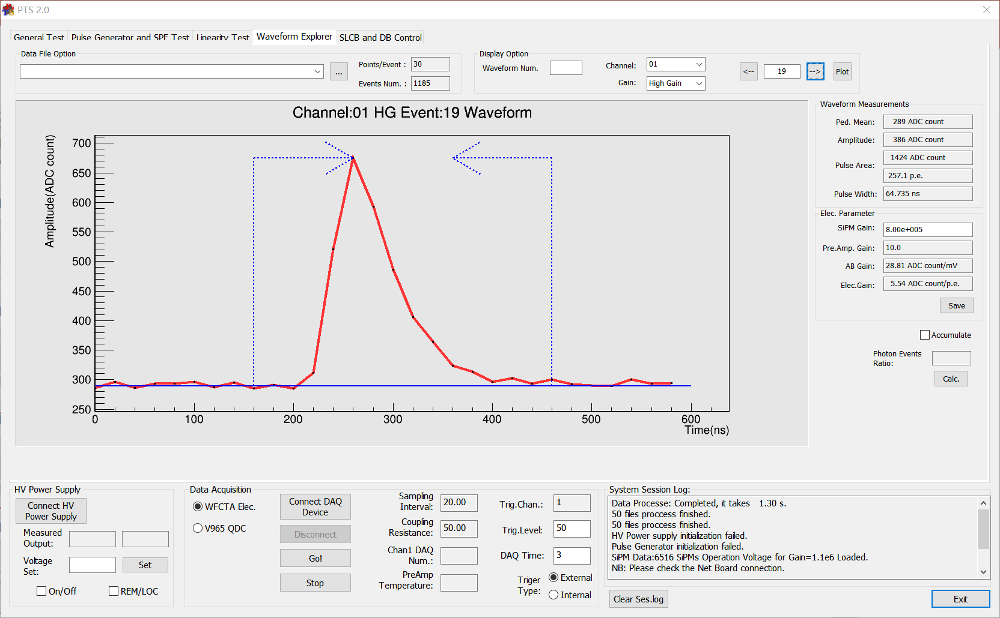 PTS 2.0
General Test Pulse Generator and SPE Test Linearity Test Waveform Explorer SLCB and DB Control
Data File Option
...
Points/Event : 30
Events Num. : 1185
Display Option
Waveform Num.
Channel: 01
Gain: High Gain
<-- 19 --> Plot
Channel:01 HG Event:19 Waveform
Amplitude(ADC count)
700
650
600
550
500
450
400
350
300
250
0 100 200 300 400 500 600
Time(ns)
Waveform Measurements
Ped. Mean: 289 ADC count
Amplitude: 386 ADC count
Pulse Area: 1424 ADC count
257.1 p.e.
Pulse Width: 64.735 ns
Elec. Parameter
SiPM Gain: 8.00e+005
Pre.Amp. Gain: 10.0
AB Gain: 28.81 ADC count/mV
Elec.Gain: 5.54 ADC count/p.e.
Save
Accumulate
Photon Events
Ratio:
Calc.
HV Power Supply
Connect HV
Power Supply
Measured
Output:
Voltage
Set:
Set
On/Off REM/LOC
Data Acquisition
WFCTA Elec.
V965 QDC
Connect DAQ
Device
Disconnect
Go!
Stop
Sampling
Interval: 20.00
Coupling
Resistance: 50.00
Chan1 DAQ
Num.:
PreAmp
Temperature:
Trig.Chan.: 1
Trig.Level: 50
DAQ Time: 3
Triger
Type:
External
Internal
System Session Log:
Data Processe: Completed, it takes 1.30 s.
50 files proccess finished.
50 files proccess finished.
HV Power supply initialization failed.
Pulse Generator initialization failed.
SiPM Data:6516 SiPMs Operation Voltage for Gain=1.1e6 Loaded.
NB: Please check the Net Board connection.
Clear Ses.log
Exit